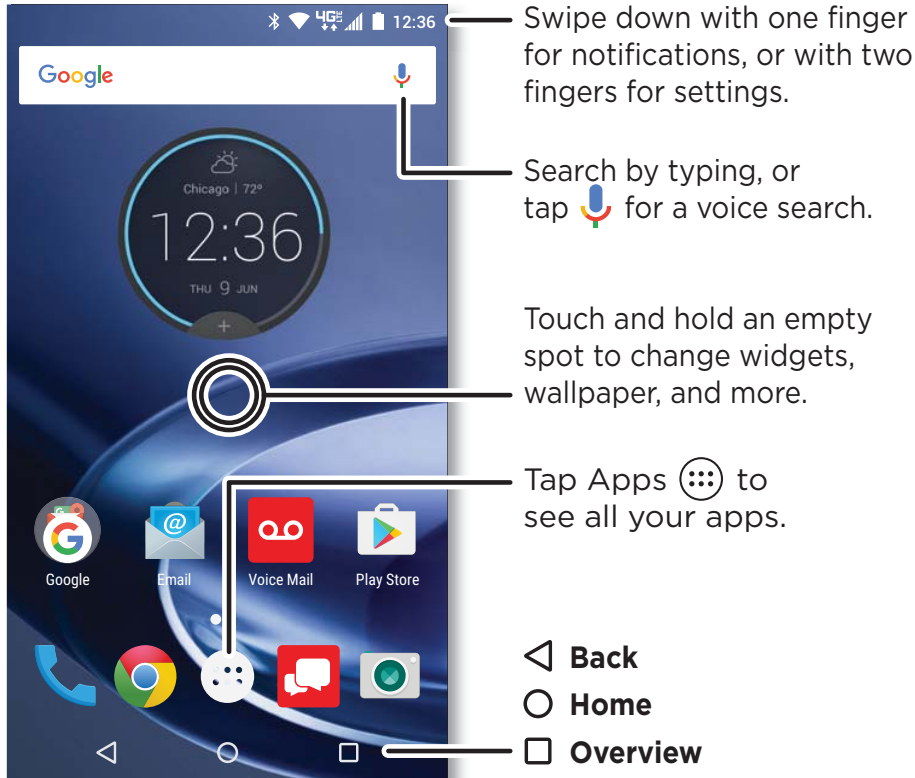 4G LTE 12:36
Google
Chicago | 72°
12:36
THU 9 JUN
+
Google
@
Email
Voice Mail
Play Store
Swipe down with one finger
for notifications, or with two
fingers for settings.
Search by typing, or
tap for a voice search.
Touch and hold an empty
spot to change widgets,
wallpaper, and more.
Tap Apps to
see all your apps.
Back
Home
Overview